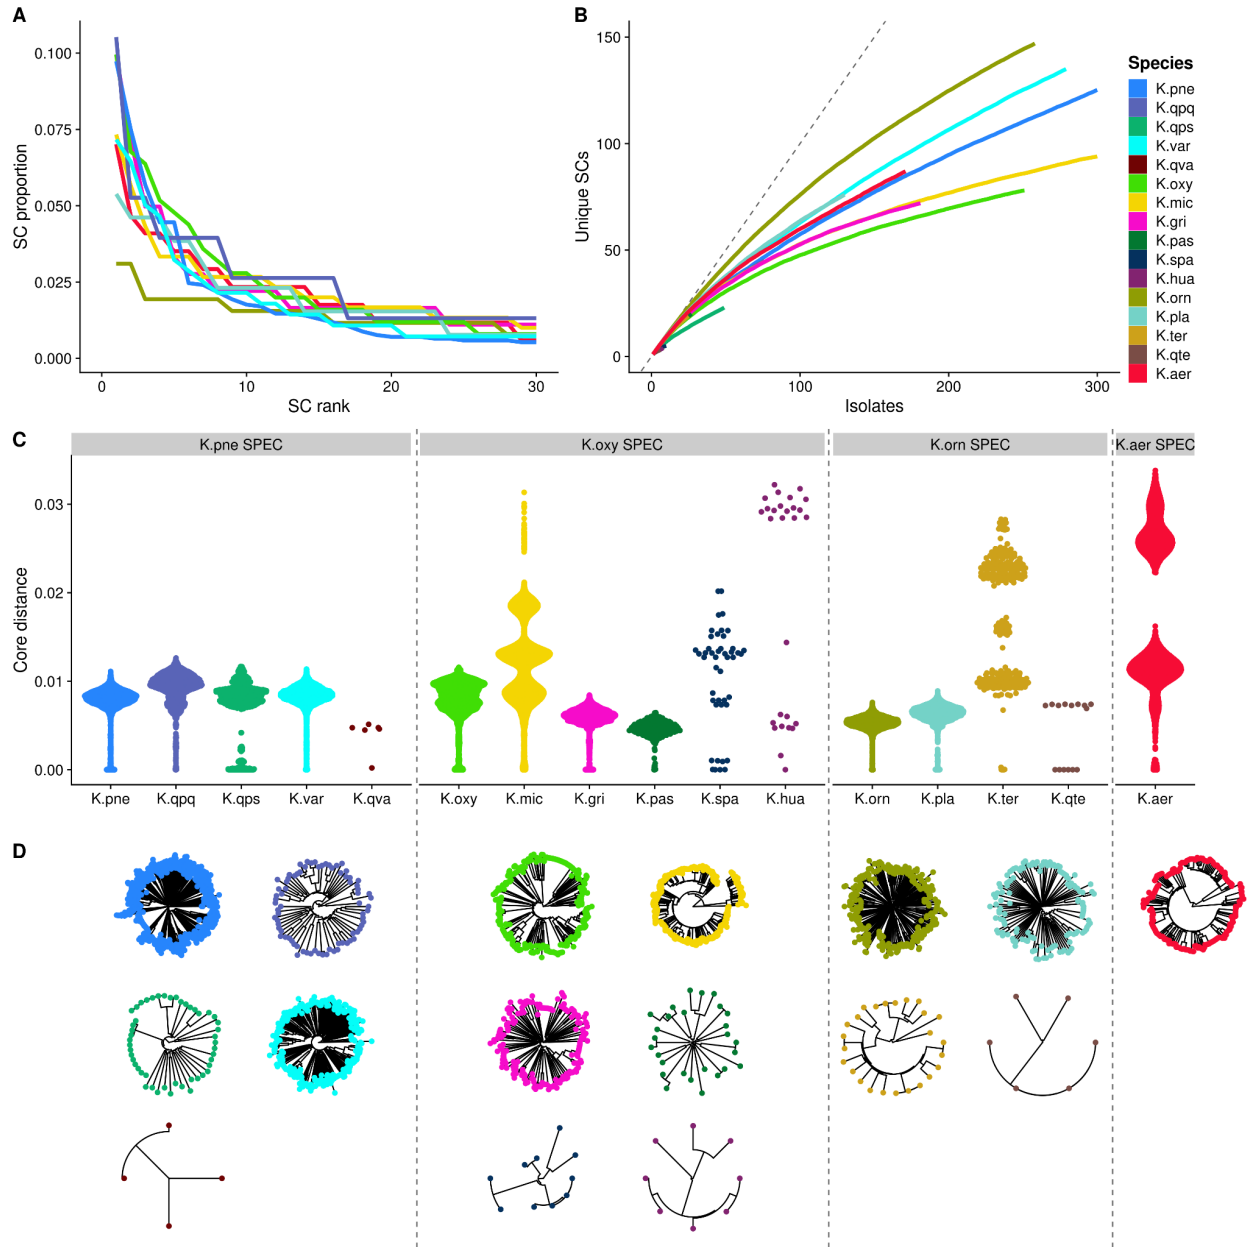 A
0.100
0.075
0.050
0.025
0.000
SC proportion
0
10
20
30
SC rank
B
150
100
50
0
Unique SCs
0
100
200
300
Isolates
Species
K.pne
K.qpq
K.qps
K.var
K.qva
K.oxy
K.mic
K.gri
K.pas
K.spa
K.hua
K.orn
K.pla
K.ter
K.qte
K.aer
C
K.pne SPEC
K.oxy SPEC
K.orn SPEC
K.aer SPEC
0.03
0.02
0.01
0.00
Core distance
K.pne
K.qpq
K.qps
K.var
K.qva
K.oxy
K.mic
K.gri
K.pas
K.spa
K.hua
K.orn
K.pla
K.ter
K.qte
K.aer
D